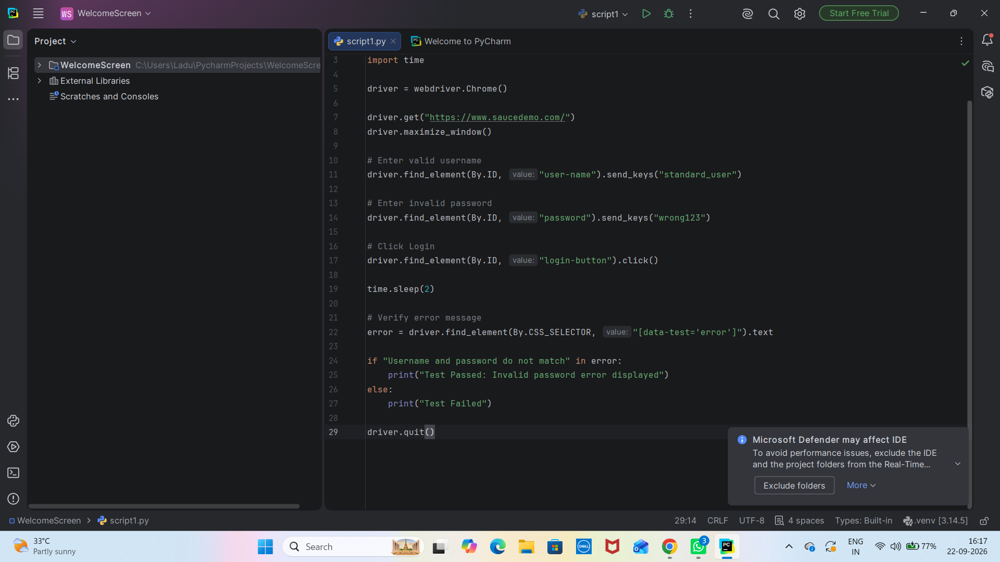 WS WelcomeScreen
script1
Start Free Trial
Project
WelcomeScreen C:\Users\Ladu\PycharmProjects\WelcomeScre
External Libraries
Scratches and Consoles
script1.py
Welcome to PyCharm
3 import time
4
5 driver = webdriver.Chrome()
6
7 driver.get("https://www.saucedemo.com/")
8 driver.maximize_window()
9
10 # Enter valid username
11 driver.find_element(By.ID, value: "user-name").send_keys("standard_user")
12
13 # Enter invalid password
14 driver.find_element(By.ID, value: "password").send_keys("wrong123")
15
16 # Click Login
17 driver.find_element(By.ID, value: "login-button").click()
18
19 time.sleep(2)
20
21 # Verify error message
22 error = driver.find_element(By.CSS_SELECTOR, value: "[data-test='error']").text
23
24 if "Username and password do not match" in error:
25 print("Test Passed: Invalid password error displayed")
26 else:
27 print("Test Failed")
28
29 driver.quit()
Microsoft Defender may affect IDE
To avoid performance issues, exclude the IDE
and the project folders from the Real-Time...
Exclude folders More
WelcomeScreen > script1.py
29:14 CRLF UTF-8 4 spaces Types: Built-in .venv [3.14.5]
33°C
Partly sunny
Search
DELL
3
PC
ENG
IN
77%
16:17
22-09-2026